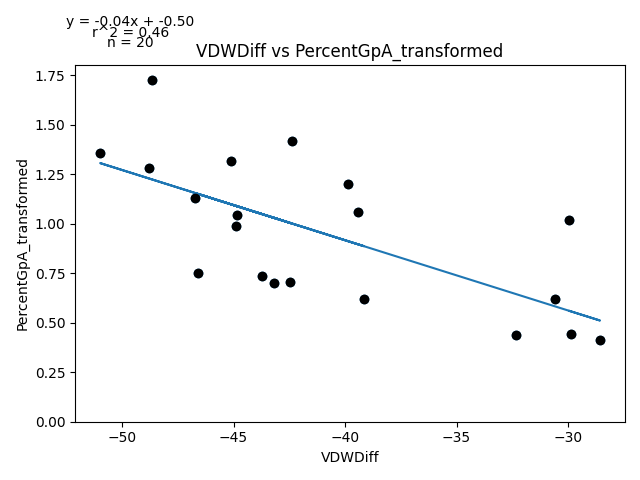 y = -0.04x + -0.50
r^2 = 0.46
n = 20
VDWDiff vs PercentGpA_transformed
PercentGpA_transformed
1.75
1.50
1.25
1.00
0.75
0.50
0.25
0.00
−50
−45
−40
−35
−30
VDWDiff